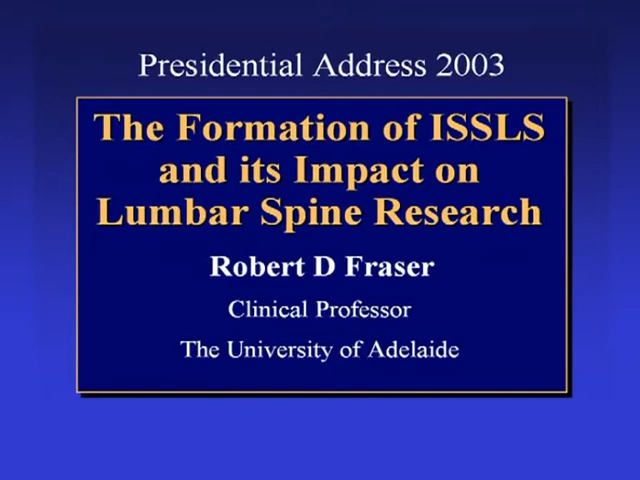 Presidential Address 2003
The Formation of ISSLS
and its Impact on
Lumbar Spine Research
Robert D Fraser
Clinical Professor
The University of Adelaide